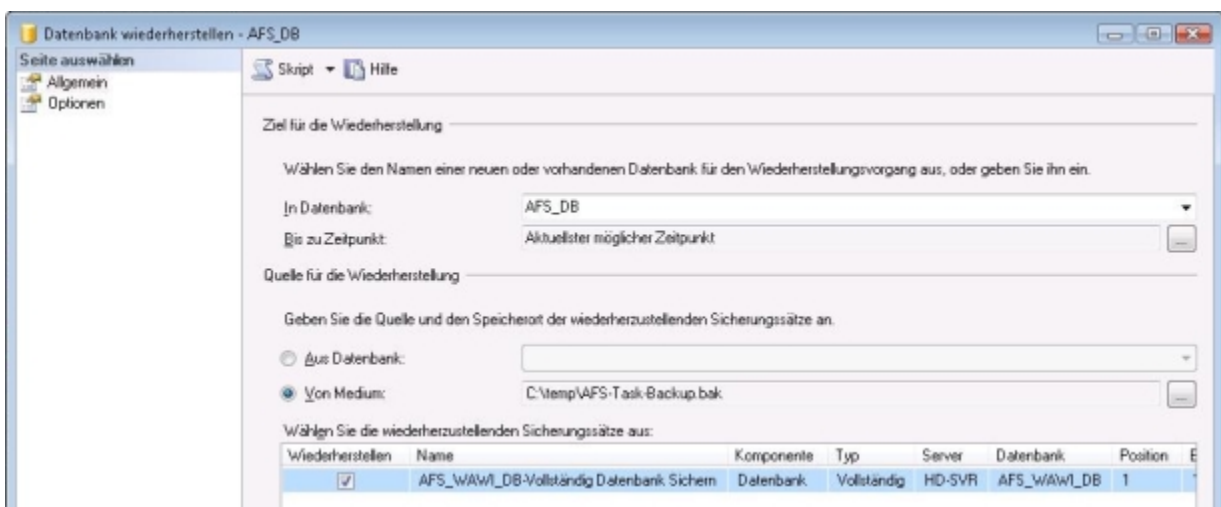 Datenbank wiederherstellen - AFS_DB
Seite auswählen
Allgemein
Optionen
Skript Hilfe
Ziel für die Wiederherstellung
Wählen Sie den Namen einer neuen oder vorhandenen Datenbank für den Wiederherstellungsvorgang aus, oder geben Sie ihn ein.
In Datenbank: AFS_DB
Bis zu Zeitpunkt: Aktuellster möglicher Zeitpunkt ...
Quelle für die Wiederherstellung
Geben Sie die Quelle und den Speicherort der wiederherzustellenden Sicherungssätze an.
Aus Datenbank:
Von Medium: C:\temp\AFS-Task-Backup.bak ...
Wählen Sie die wiederherzustellenden Sicherungssätze aus:
Wiederherstellen Name Komponente Typ Server Datenbank Position
AFS_WAWI_DB-Vollständig Datenbank Sichern Datenbank Vollständig HD-SVR AFS_WAWI_DB 1